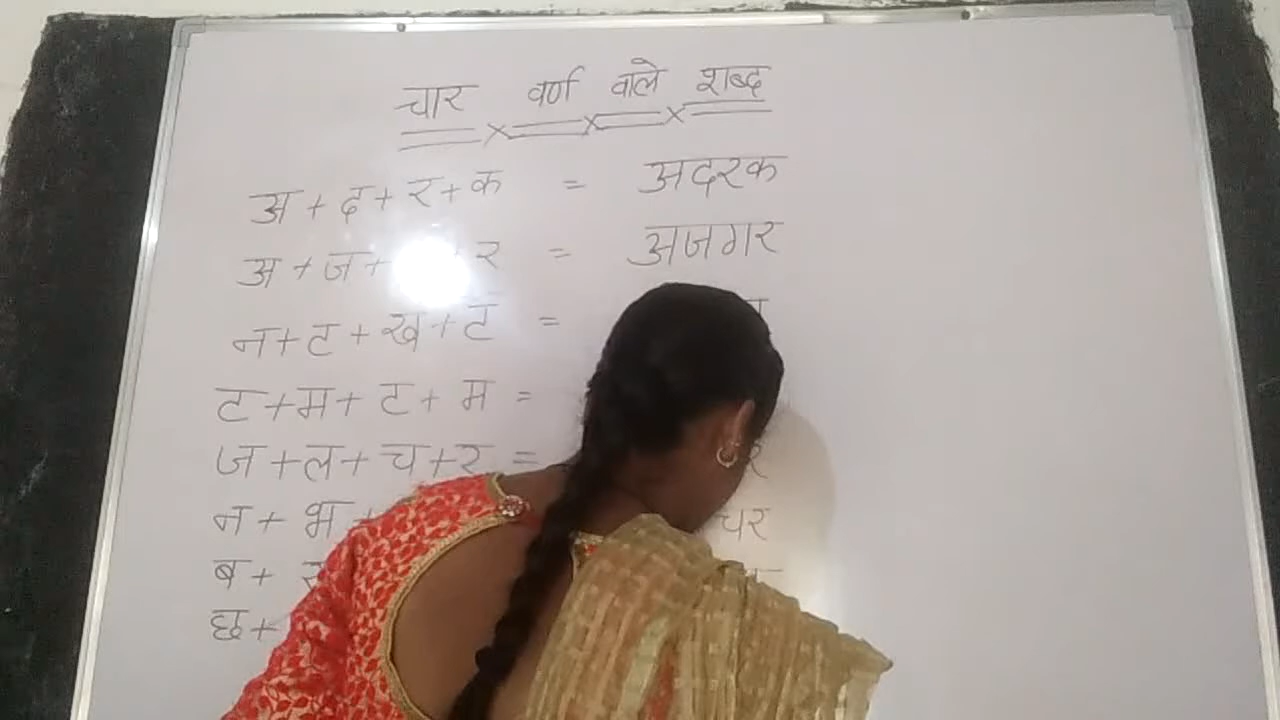 चार वर्ण वाले शब्द
अ + द + र + क = अदरक
अ + ज + + र = अजगर
न + ट + ख + ट =
ट + म + ट + म =
ज + ल + च + र = र
न + भ + चर
ब +
छ +